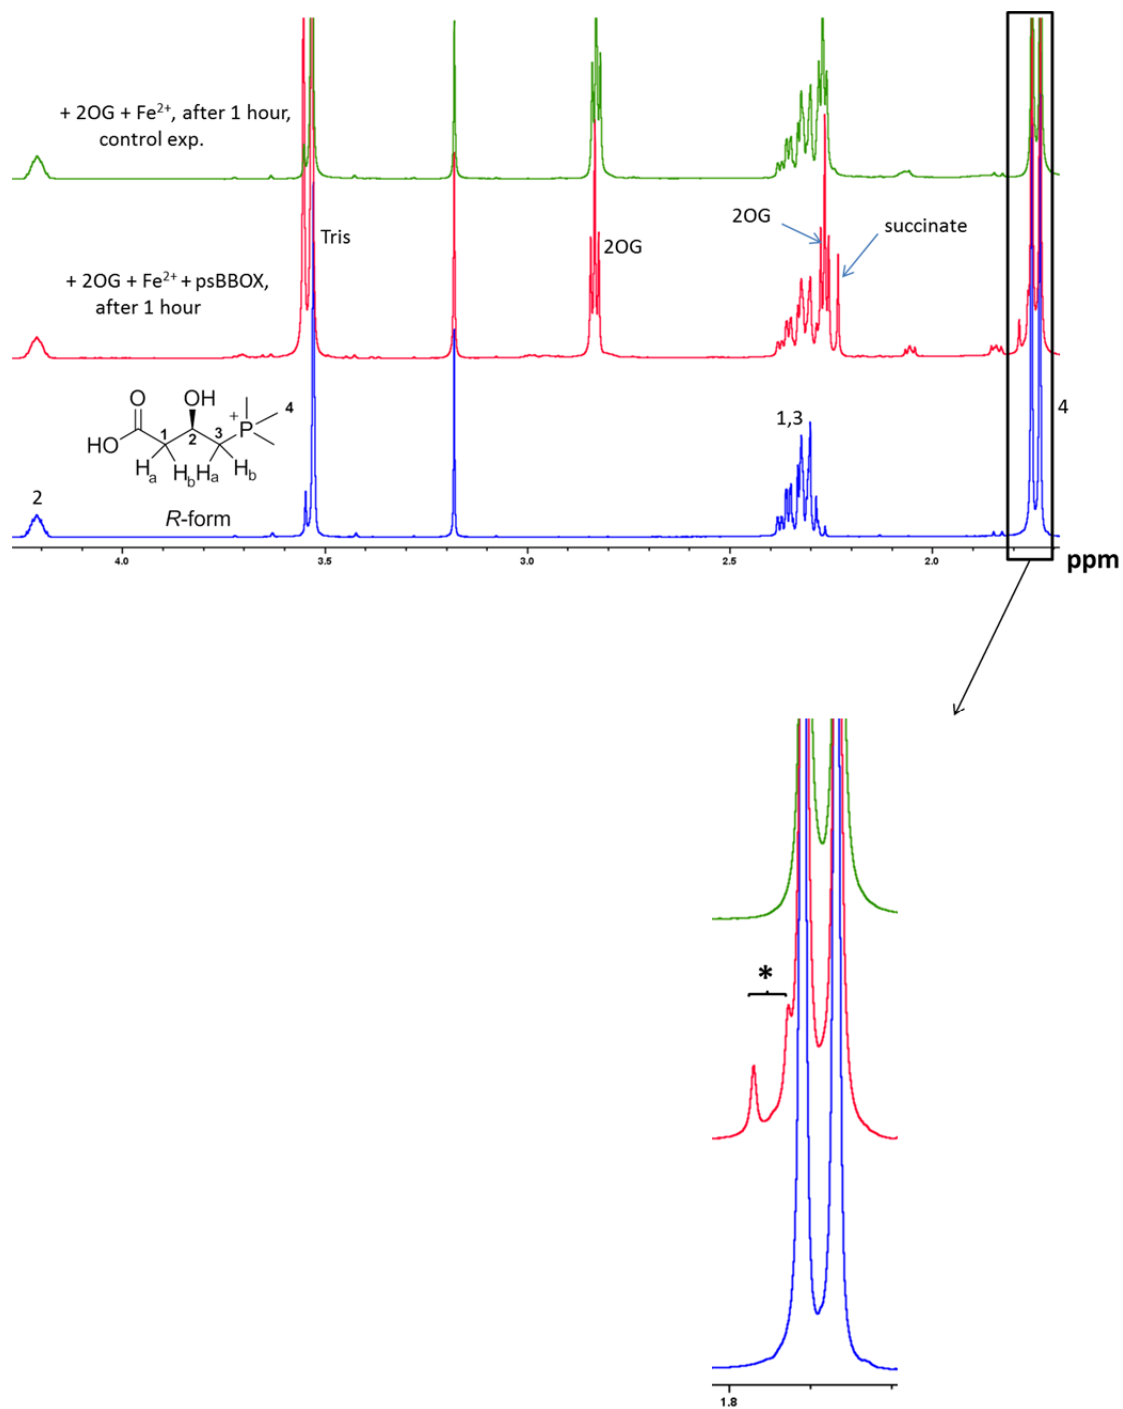 + 2OG + Fe²⁺, after 1 hour,
control exp.
2OG
succinate
Tris
2OG
+ 2OG + Fe²⁺ + psBBOX,
after 1 hour
O
OH
4
+
P
HO
1
2
3
Hₐ
H_b
Hₐ
H_b
1,3
4
2
R-form
4.0
3.5
3.0
2.5
2.0
ppm
*
1.8